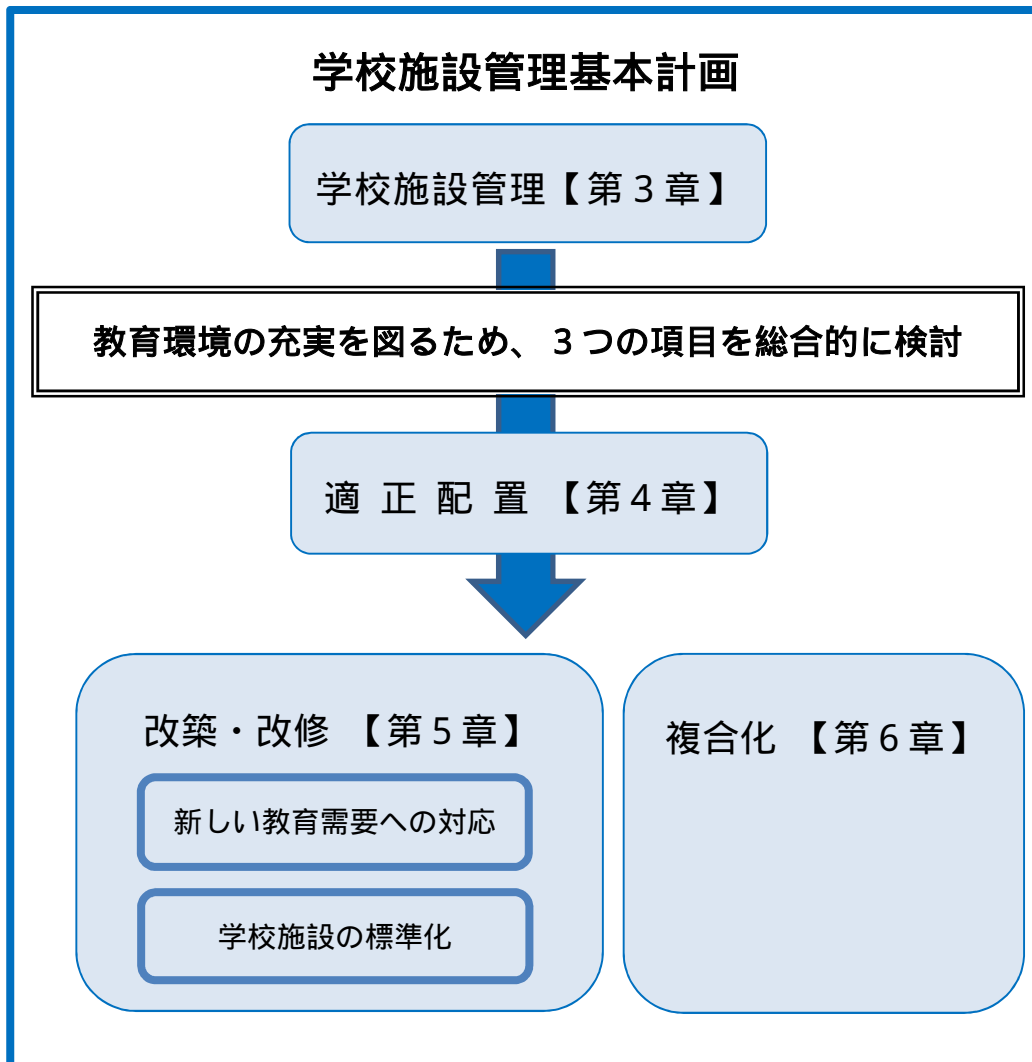 学校施設管理基本計画
学校施設管理【第３章】
教育環境の充実を図るため、３つの項目を総合的に検討
適 正 配 置 【第４章】
改築・改修 【第５章】
新しい教育需要への対応
学校施設の標準化
複合化 【第６章】